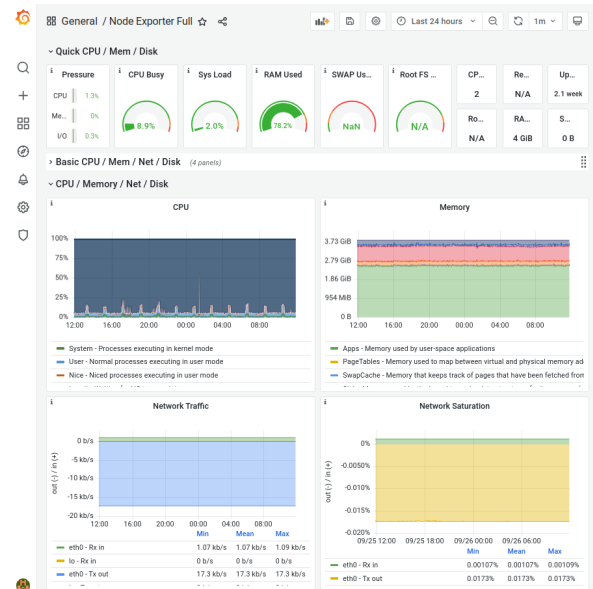 General / Node Exporter Full
Last 24 hours
1m
Quick CPU / Mem / Disk
Pressure
CPU 1.3%
Me... 0%
I/O 0.3%
CPU Busy
8.9%
Sys Load
2.0%
RAM Used
78.2%
SWAP Us...
NaN
Root FS ...
N/A
CP...
2
Re...
N/A
Up...
2.1 week
Ro...
N/A
RA...
4 GiB
S...
0 B
Basic CPU / Mem / Net / Disk (4 panels)
CPU / Memory / Net / Disk
CPU
100%
75%
50%
25%
0%
12:00 16:00 20:00 00:00 04:00 08:00
System - Processes executing in kernel mode
User - Normal processes executing in user mode
Nice - Niced processes executing in user mode
Memory
3.73 GiB
2.79 GiB
1.86 GiB
954 MiB
0 B
12:00 16:00 20:00 00:00 04:00 08:00
Apps - Memory used by user-space applications
PageTables - Memory used to map between virtual and physical memory ad
SwapCache - Memory that keeps track of pages that have been fetched from
Network Traffic
out (-) / in (+)
0 b/s
-5 kb/s
-10 kb/s
-15 kb/s
-20 kb/s
12:00 16:00 20:00 00:00 04:00 08:00
Min Mean Max
eth0 - Rx in 1.07 kb/s 1.07 kb/s 1.09 kb/s
lo - Rx in 0 b/s 0 b/s 0 b/s
eth0 - Tx out 17.3 kb/s 17.3 kb/s 17.3 kb/s
Network Saturation
out (-) / in (+)
0%
-0.0050%
-0.010%
-0.015%
-0.020%
09/25 12:00 09/25 18:00 09/26 00:00 09/26 06:00
Min Mean Max
eth0 - Rx in 0.00107% 0.00107% 0.00109%
eth0 - Tx out 0.0173% 0.0173% 0.0173%